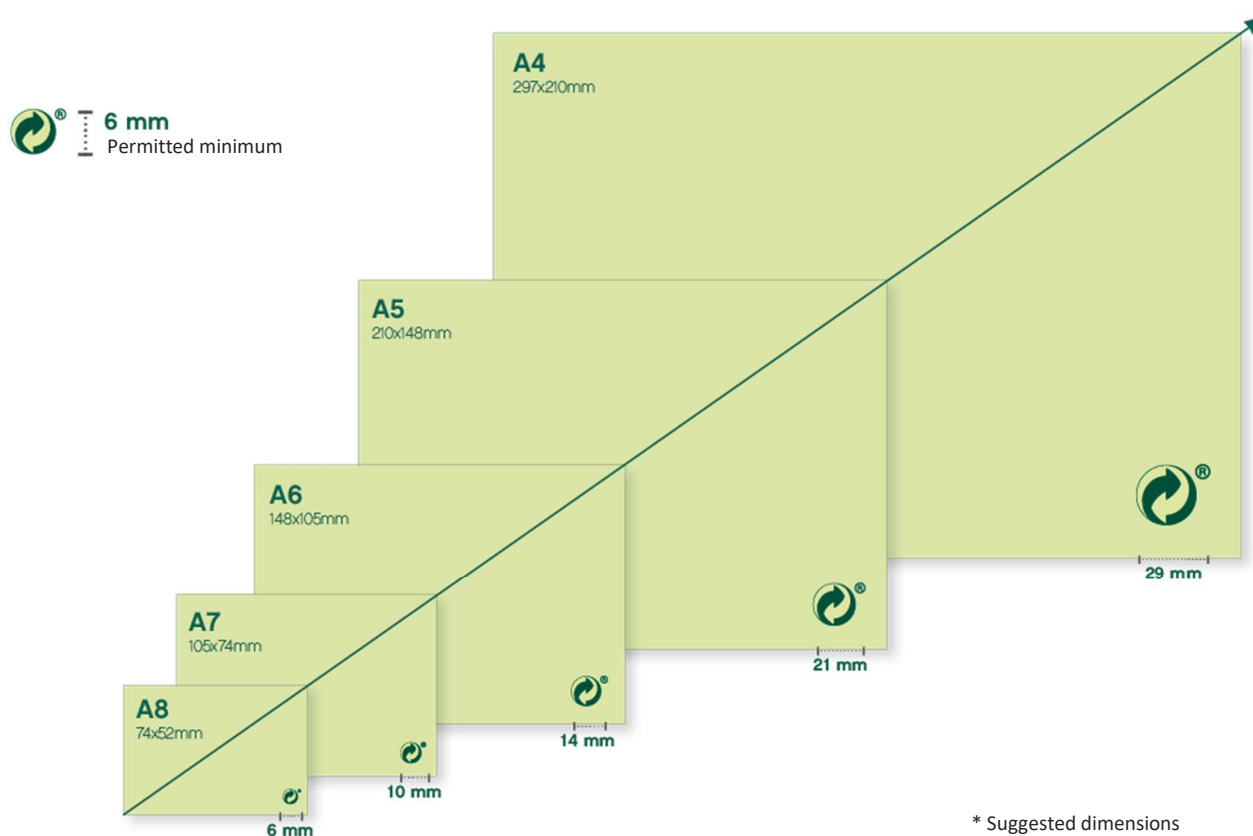 A4
297x210mm
®
6 mm
Permitted minimum
A5
210x148mm
A6
148x105mm
®
29 mm
A7
105x74mm
®
21 mm
A8
74x52mm
®
14 mm
10 mm
6 mm
* Suggested dimensions